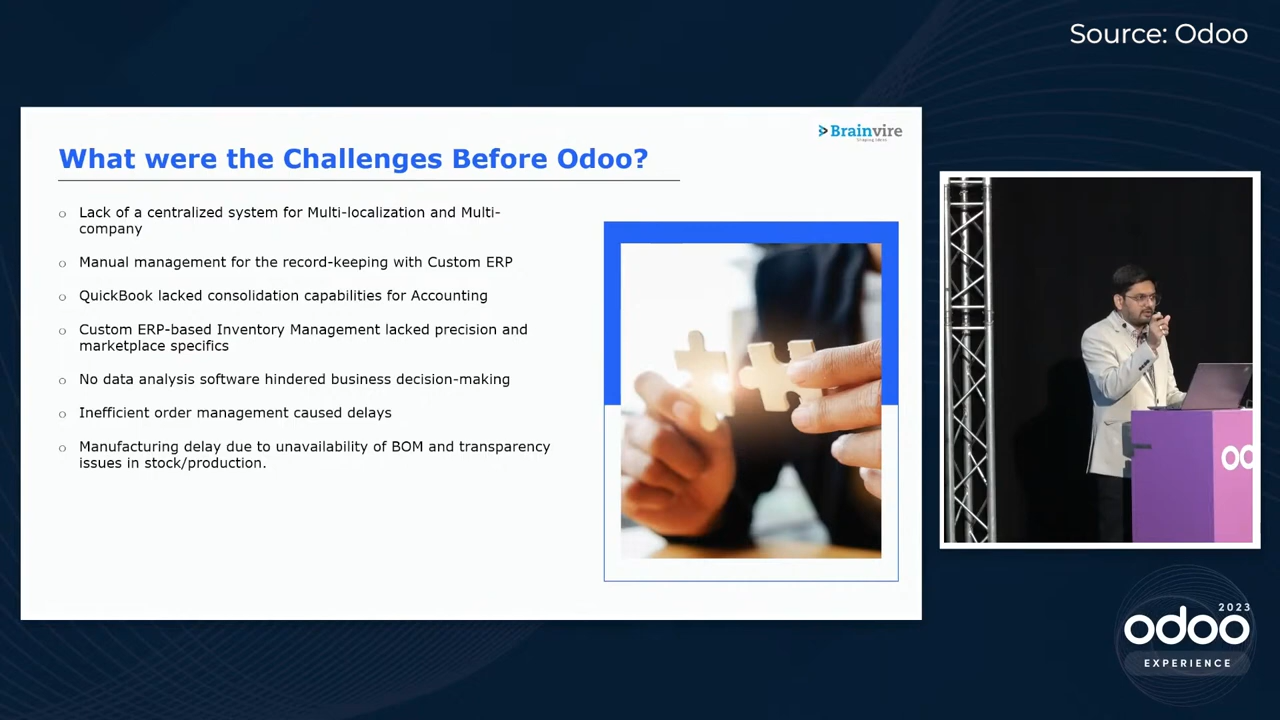 Source: Odoo
Brainvire
What were the Challenges Before Odoo?
○ Lack of a centralized system for Multi-localization and Multi-
company
○ Manual management for the record-keeping with Custom ERP
○ QuickBook lacked consolidation capabilities for Accounting
○ Custom ERP-based Inventory Management lacked precision and
marketplace specifics
○ No data analysis software hindered business decision-making
○ Inefficient order management caused delays
○ Manufacturing delay due to unavailability of BOM and transparency
issues in stock/production.
2023
odoo
EXPERIENCE